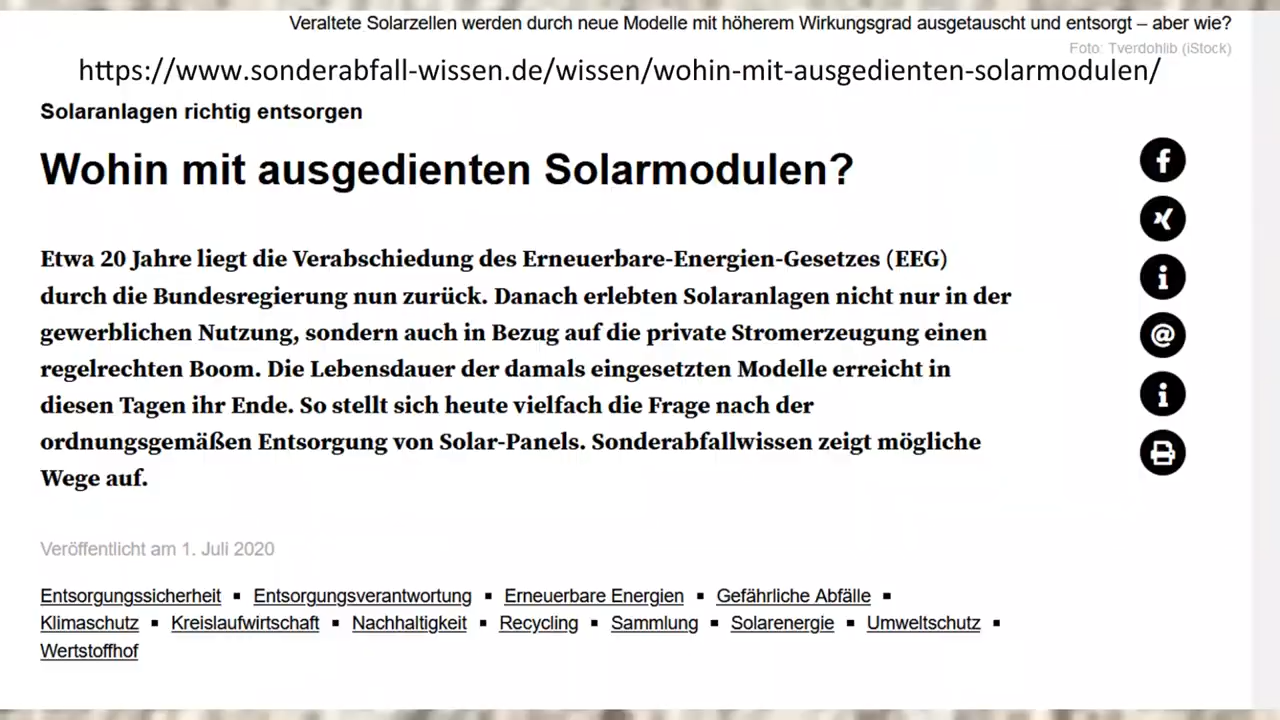 Veraltete Solarzellen werden durch neue Modelle mit höherem Wirkungsgrad ausgetauscht und entsorgt – aber wie?
Foto: Tverdohlib (iStock)
https://www.sonderabfall-wissen.de/wissen/wohin-mit-ausgedienten-solarmodulen/
Solaranlagen richtig entsorgen
Wohin mit ausgedienten Solarmodulen?
Etwa 20 Jahre liegt die Verabschiedung des Erneuerbare-Energien-Gesetzes (EEG)
durch die Bundesregierung nun zurück. Danach erlebten Solaranlagen nicht nur in der
gewerblichen Nutzung, sondern auch in Bezug auf die private Stromerzeugung einen
regelrechten Boom. Die Lebensdauer der damals eingesetzten Modelle erreicht in
diesen Tagen ihr Ende. So stellt sich heute vielfach die Frage nach der
ordnungsgemäßen Entsorgung von Solar-Panels. Sonderabfallwissen zeigt mögliche
Wege auf.
Veröffentlicht am 1. Juli 2020
Entsorgungssicherheit ▪ Entsorgungsverantwortung ▪ Erneuerbare Energien ▪ Gefährliche Abfälle ▪
Klimaschutz ▪ Kreislaufwirtschaft ▪ Nachhaltigkeit ▪ Recycling ▪ Sammlung ▪ Solarenergie ▪ Umweltschutz ▪
Wertstoffhof